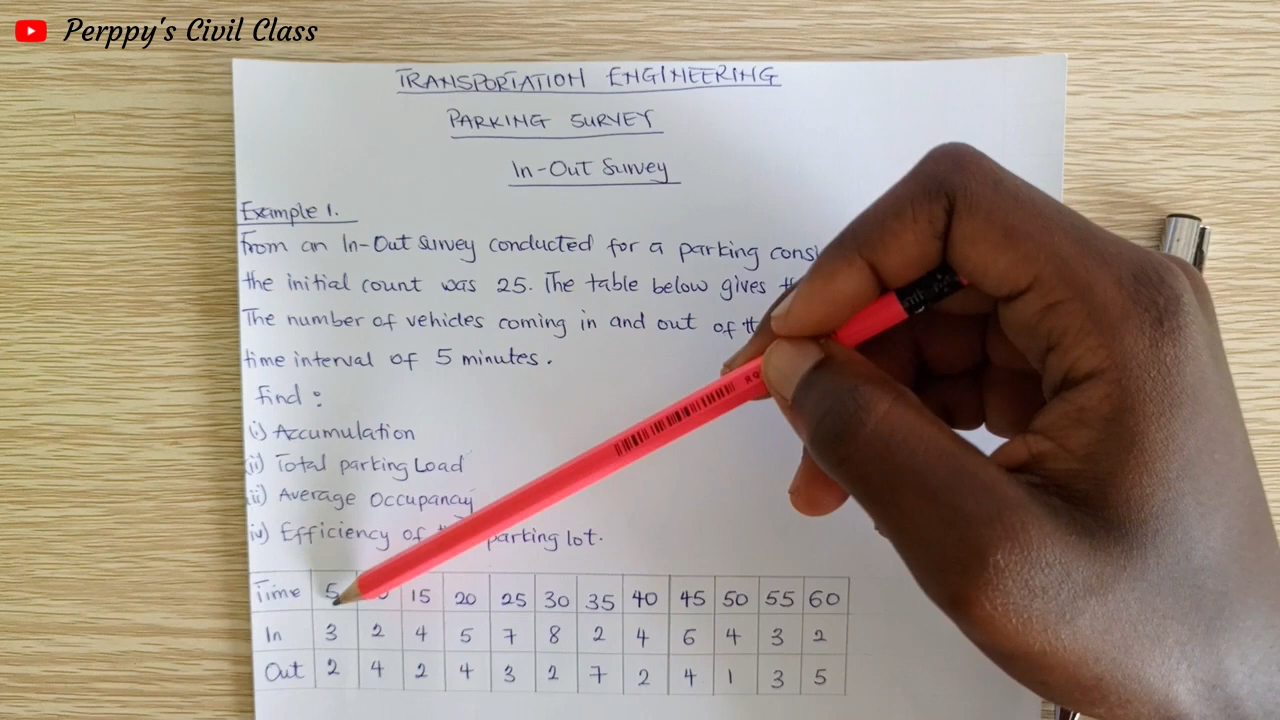 Perppy's Civil Class
TRANSPORTATION ENGINEERING
PARKING SURVEY
In-Out Survey
Example 1.
From an In-Out survey conducted for a parking
the initial count was 25. The table below gives
The number of vehicles coming in and out of
time interval of 5 minutes.
Find :
(i) Accumulation
(ii) Total parking Load
(iii) Average Occupancy
(iv) Efficiency of parking lot.
Time 5 15 20 25 30 35 40 45 50 55 60
In 3 2 4 5 7 8 2 4 6 4 3 2
Out 2 4 2 4 3 2 7 2 4 1 3 5